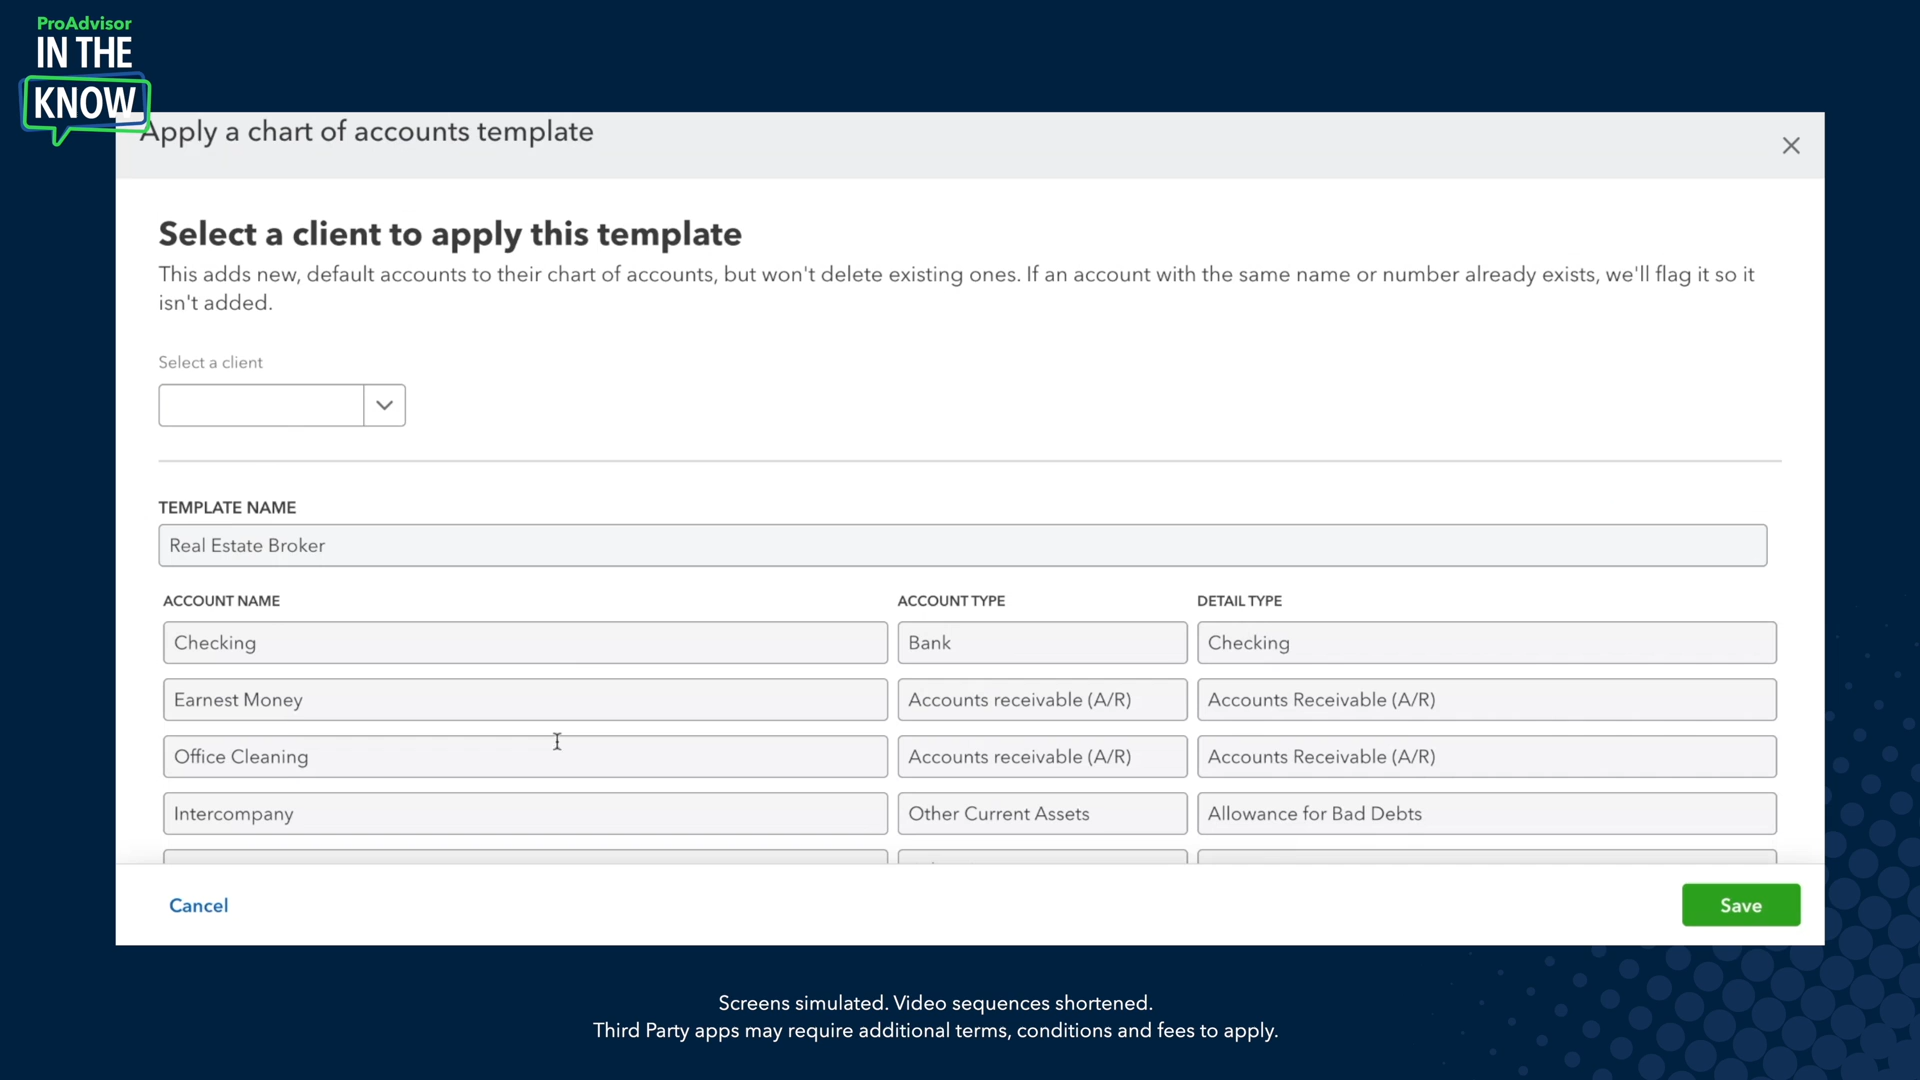 ProAdvisor
IN THE
KNOW
Apply a chart of accounts template
Select a client to apply this template
This adds new, default accounts to their chart of accounts, but won't delete existing ones. If an account with the same name or number already exists, we'll flag it so it
isn't added.
Select a client
TEMPLATE NAME
Real Estate Broker
ACCOUNT NAME ACCOUNT TYPE DETAIL TYPE
Checking Bank Checking
Earnest Money Accounts receivable (A/R) Accounts Receivable (A/R)
Office Cleaning Accounts receivable (A/R) Accounts Receivable (A/R)
Intercompany Other Current Assets Allowance for Bad Debts
Cancel Save
Screens simulated. Video sequences shortened.
Third Party apps may require additional terms, conditions and fees to apply.